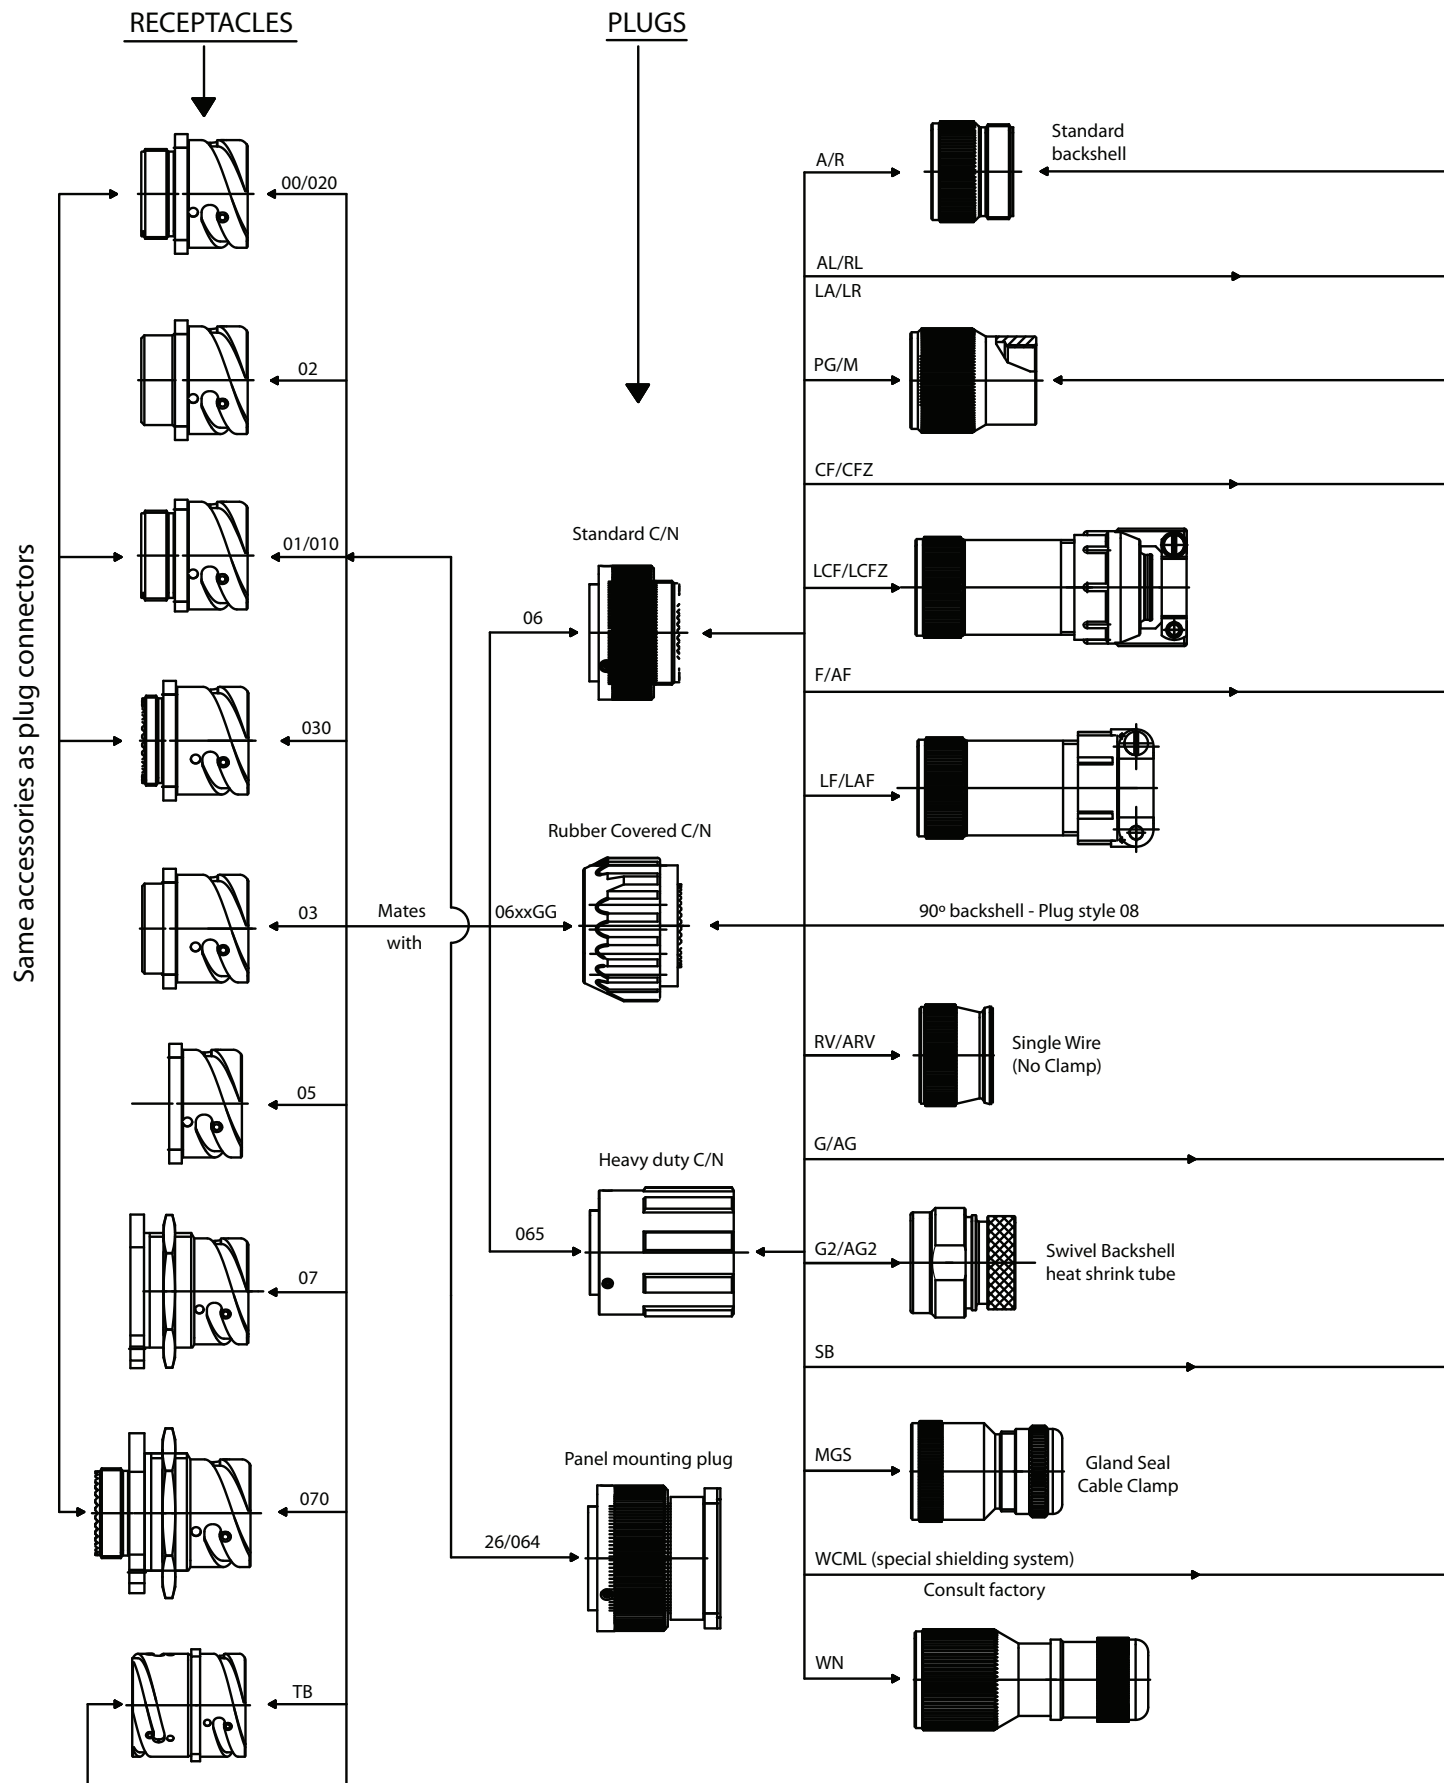 RECEPTACLES
PLUGS
Same accessories as plug connectors
00/020
02
01/010
030
03
05
07
070
TB
Mates
with
Standard C/N
06
Rubber Covered C/N
06xxGG
Heavy duty C/N
065
Panel mounting plug
26/064
A/R
Standard
backshell
AL/RL
LA/LR
PG/M
CF/CFZ
LCF/LCFZ
F/AF
LF/LAF
90º backshell - Plug style 08
RV/ARV
Single Wire
(No Clamp)
G/AG
G2/AG2
Swivel Backshell
heat shrink tube
SB
MGS
Gland Seal
Cable Clamp
WCML (special shielding system)
Consult factory
WN